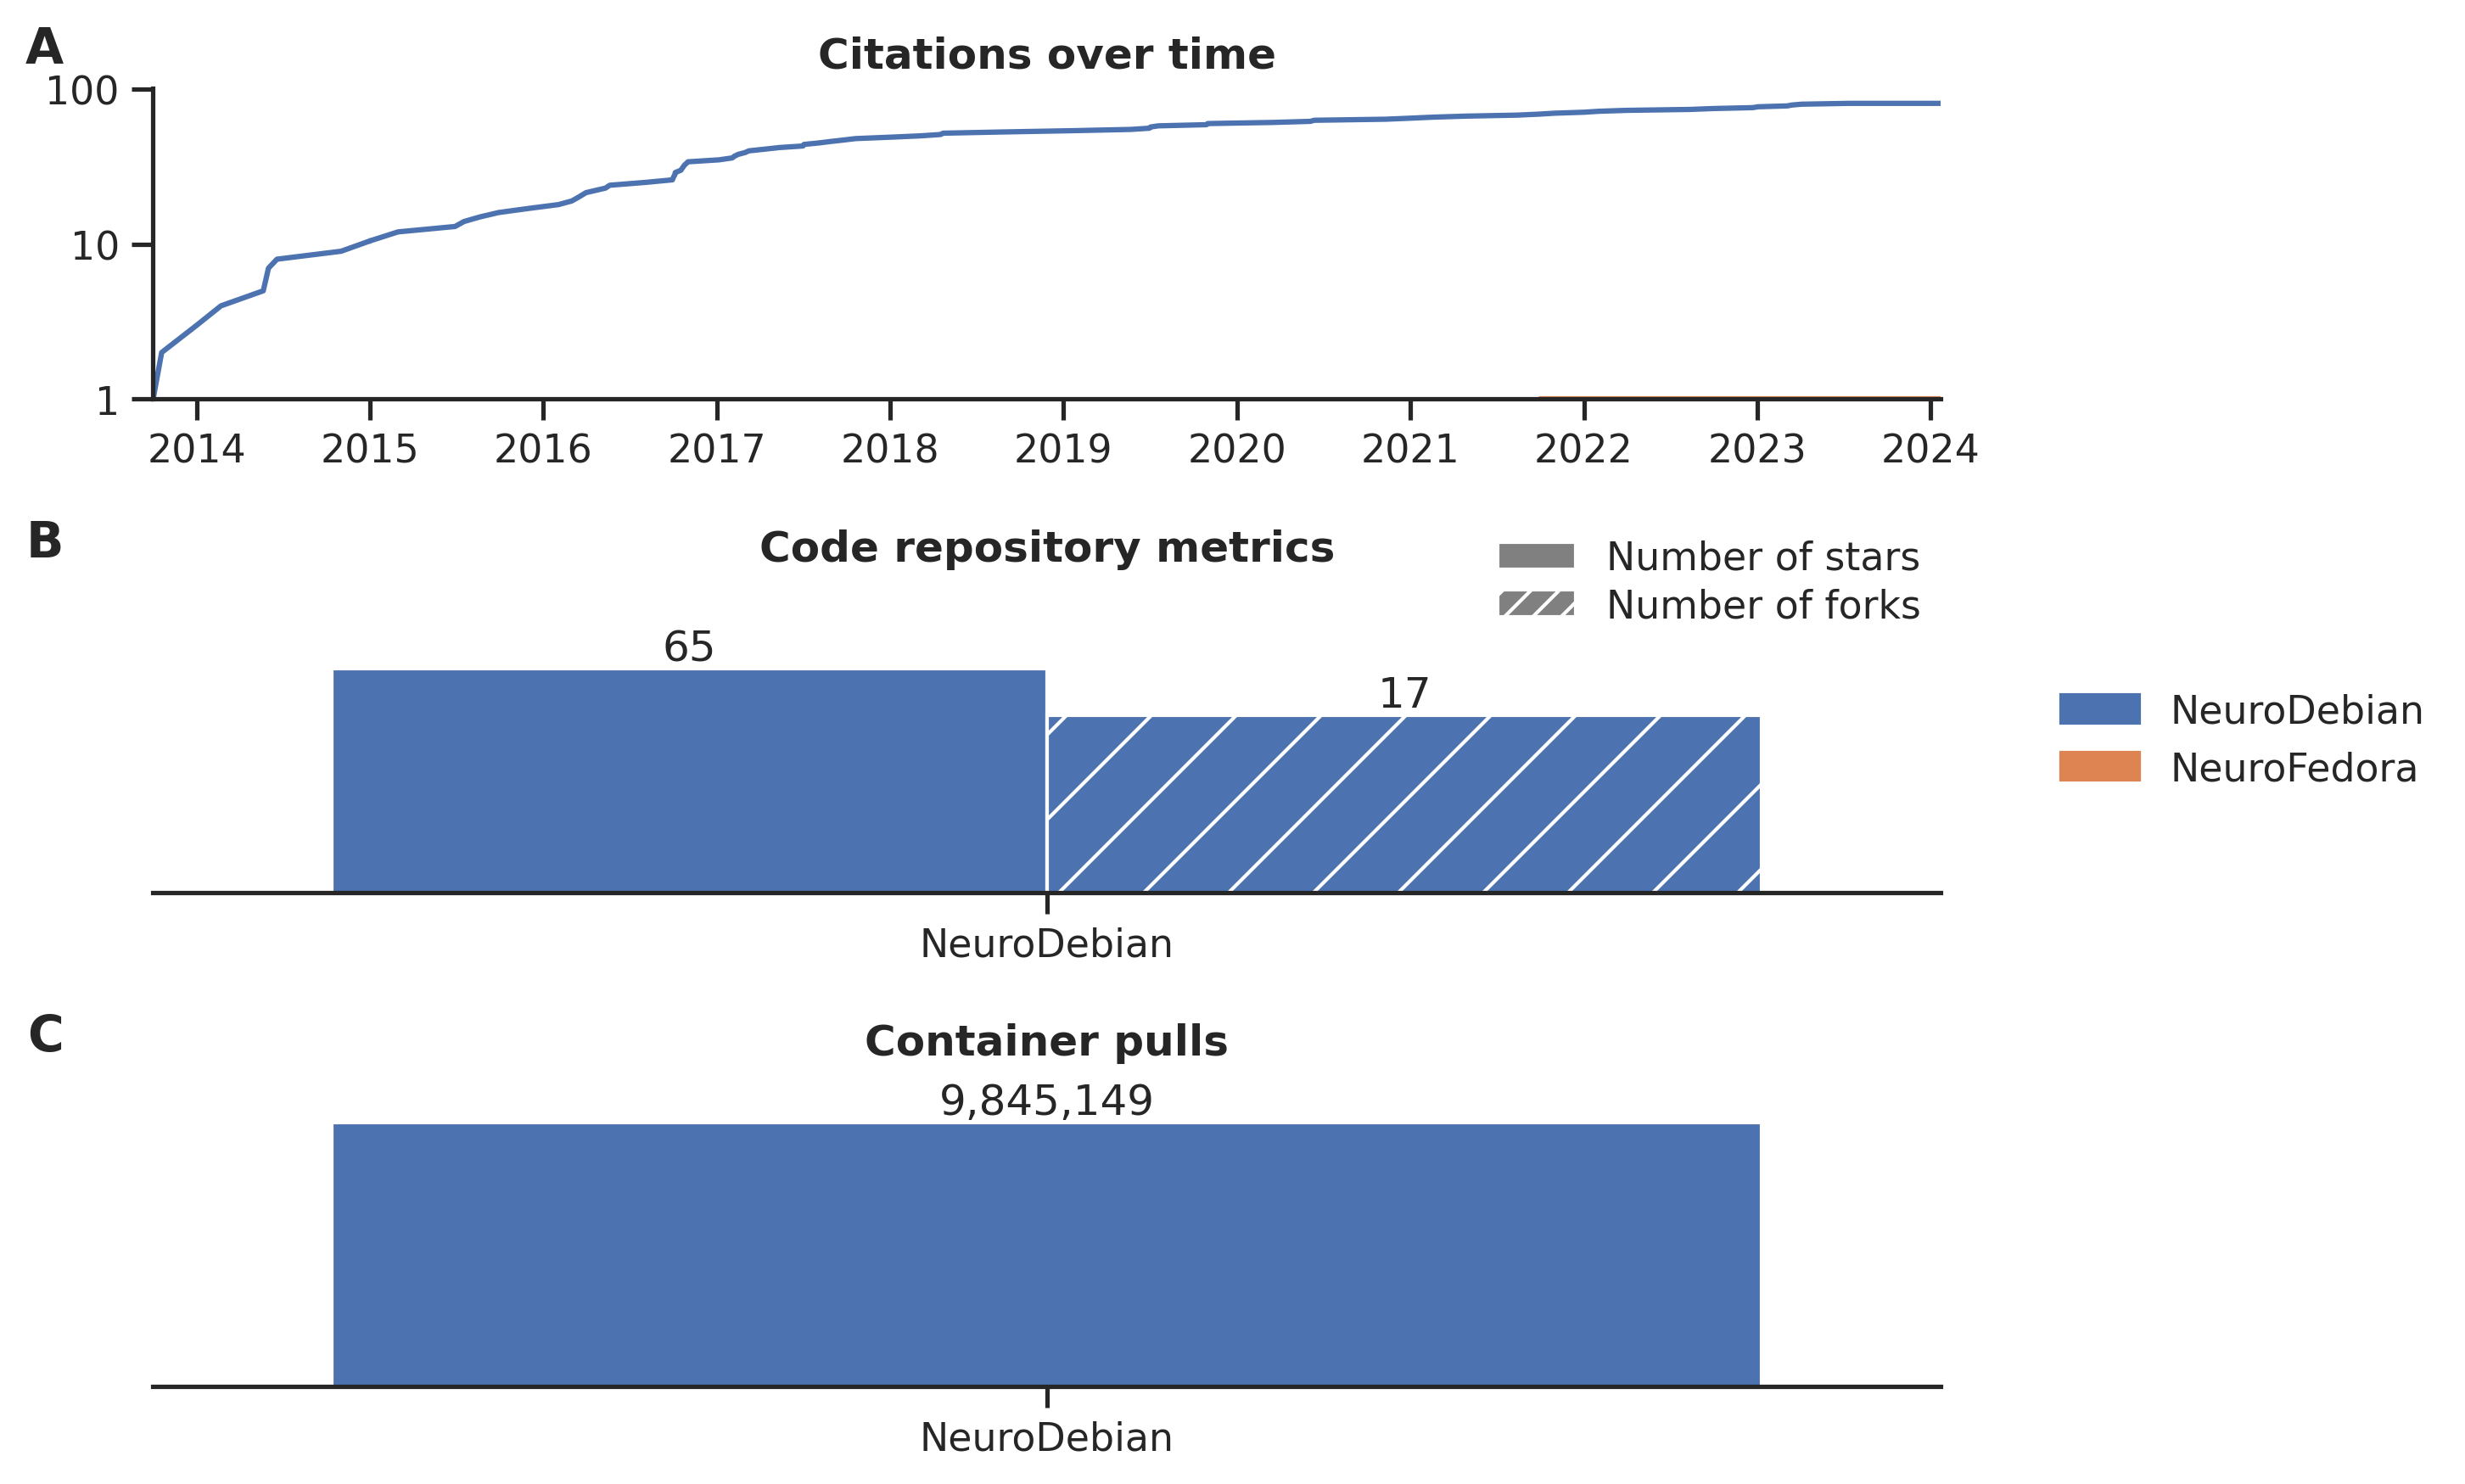 A
Citations over time
100
10
1
2014 2015 2016 2017 2018 2019 2020 2021 2022 2023 2024
B
Code repository metrics
Number of stars
Number of forks
65
17
NeuroDebian
NeuroDebian
NeuroFedora
C
Container pulls
9,845,149
NeuroDebian